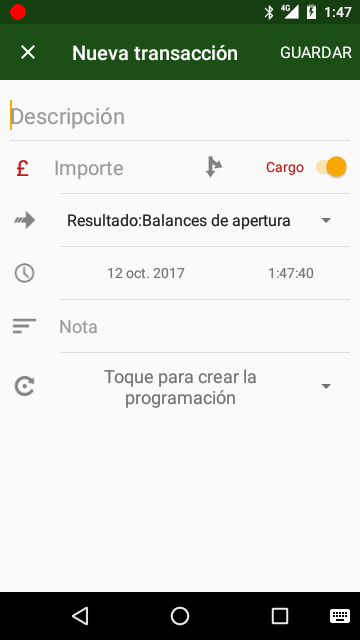 4G 1:47
Nueva transacción GUARDAR
Descripción
£ Importe Cargo
Resultado:Balances de apertura
12 oct. 2017 1:47:40
Nota
Toque para crear la
programación